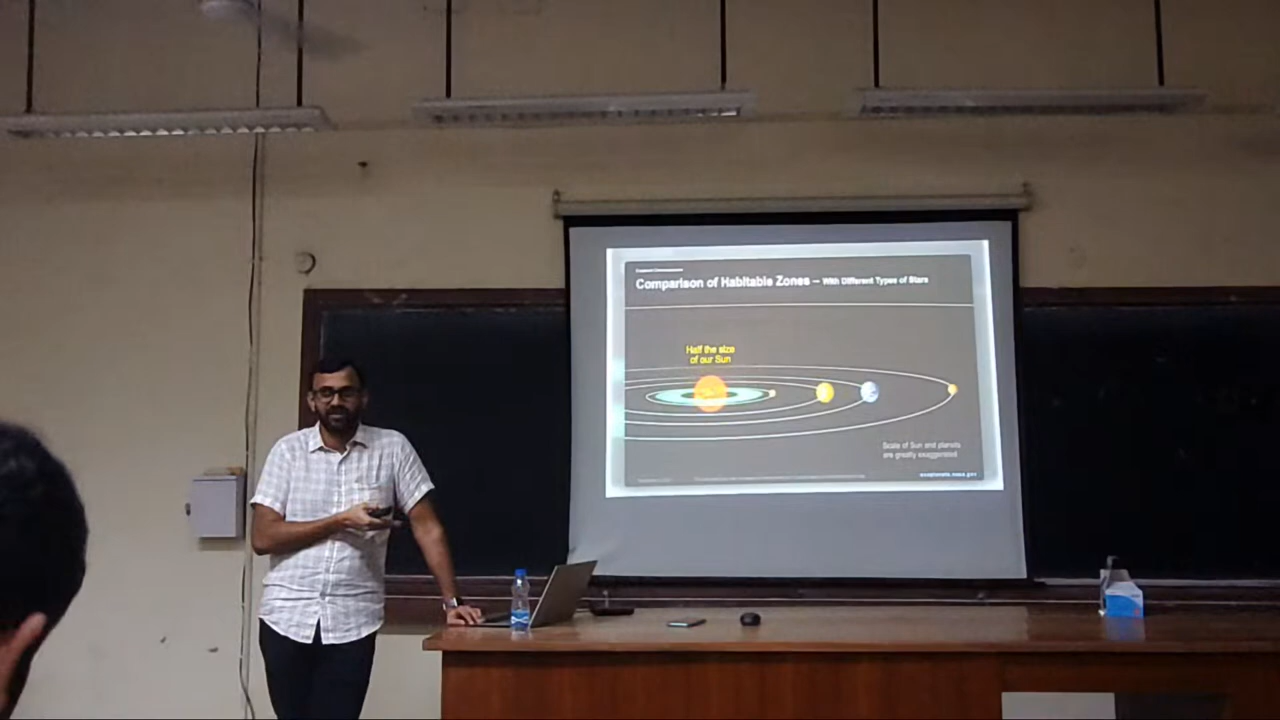 Comparison of Habitable Zones – With Different Types of Stars
Half the size
of our Sun
Scale of Sun and planets
are greatly exaggerated
exoplanets.nasa.gov